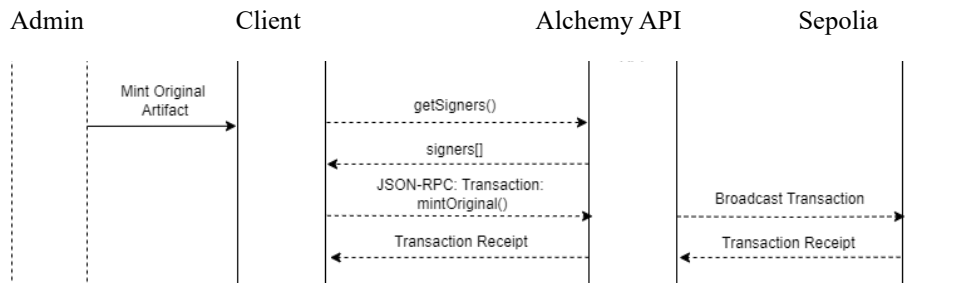 Admin
Client
Alchemy API
Sepolia
Mint Original
Artifact
getSigners()
signers[]
JSON-RPC: Transaction:
mintOriginal()
Broadcast Transaction
Transaction Receipt
Transaction Receipt